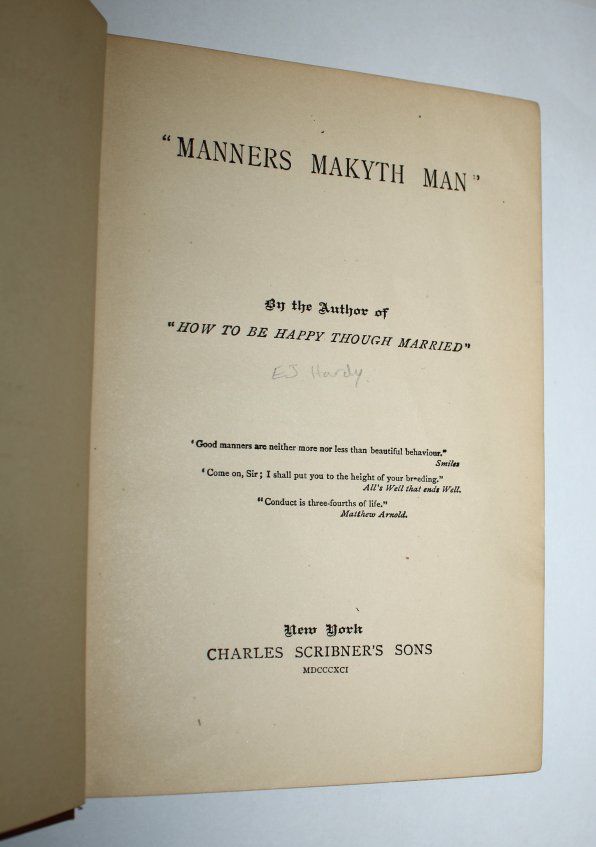 "MANNERS MAKYTH MAN"
By the Author of
"HOW TO BE HAPPY THOUGH MARRIED"
EJ Hardy.
"Good manners are neither more nor less than beautiful behaviour."
Smiles
"Come on, Sir; I shall put you to the height of your breeding."
All's Well that ends Well.
"Conduct is three-fourths of life."
Matthew Arnold.
New York
CHARLES SCRIBNER'S SONS
MDCCCXCI